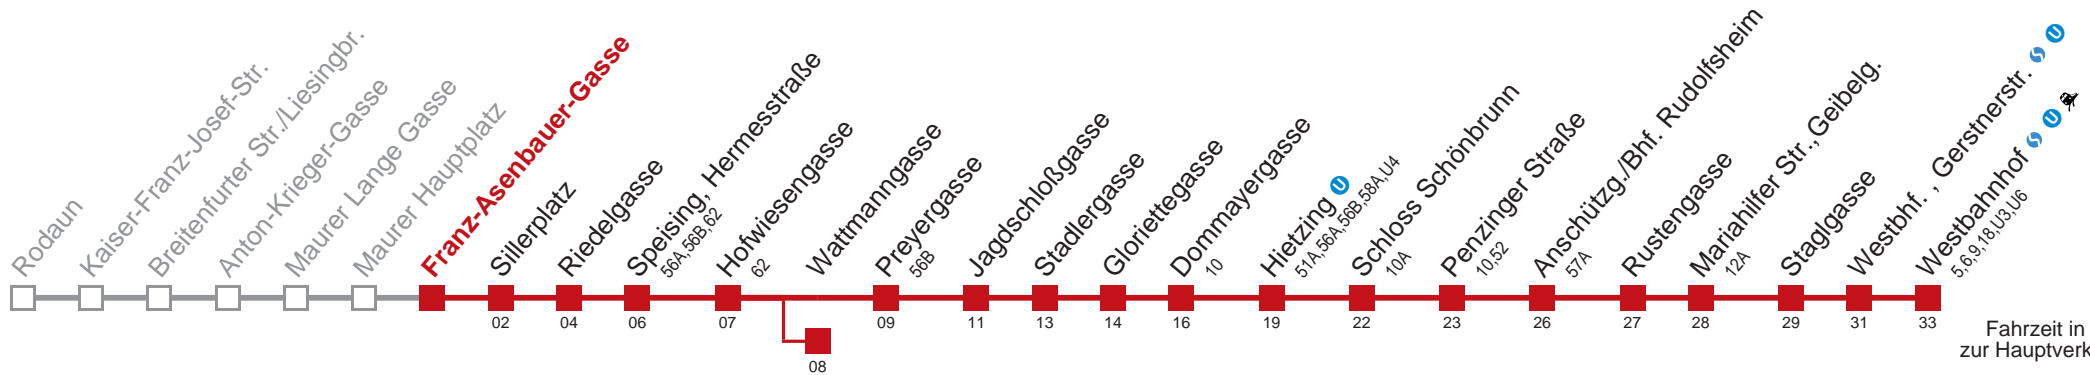 Rodaun
Kaiser-Franz-Josef-Str.
Breitenfurter Str./Liesingbr.
Anton-Krieger-Gasse
Maurer Lange Gasse
Maurer Hauptplatz
Franz-Asenbauer-Gasse
Sillerplatz
02
Riedelgasse
04
Speising, Hermesstraße
56A,56B,62
06
Hofwiesengasse
62
07
Wattmanngasse
08
Preyergasse
56B
09
Jagdschloßgasse
11
Stadlergasse
13
Gloriettegasse
14
Dommayergasse
10
16
Hietzing U
51A,56A,56B,58A,U4
19
Schloss Schönbrunn
10A
22
Penzinger Straße
10,52
23
Anschützg./Bhf. Rudolfsheim
57A
26
Rustengasse
27
Mariahilfer Str., Geibelg.
12A
28
Staglgasse
29
Westbhf. , Gerstnerstr. S U
31
Westbahnhof S U
5,6,9,18,U3,U6
33
Fahrzeit in
zur Hauptverk